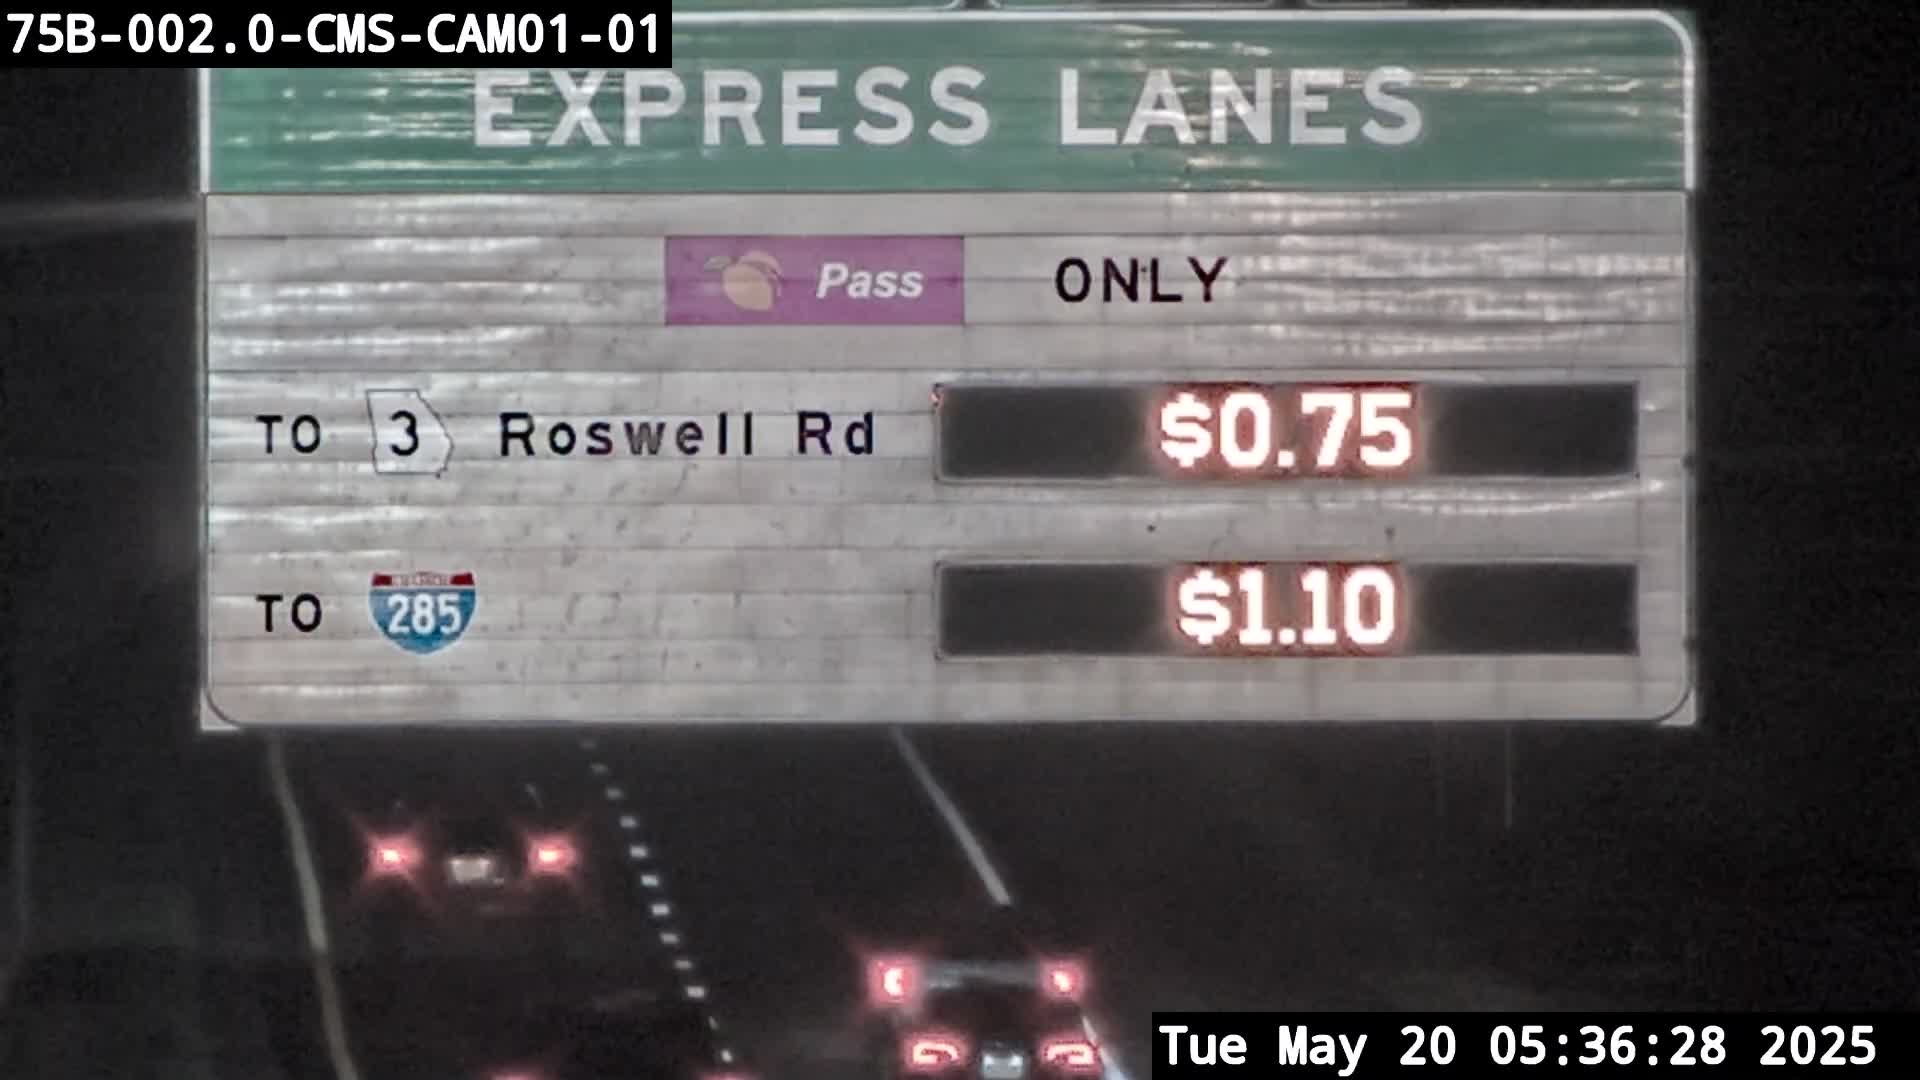 75B-002.0-CMS-CAM01-01
EXPRESS LANES
Pass ONLY
TO 3 Roswell Rd $0.75
TO 285 $1.10
Tue May 20 05:36:28 2025